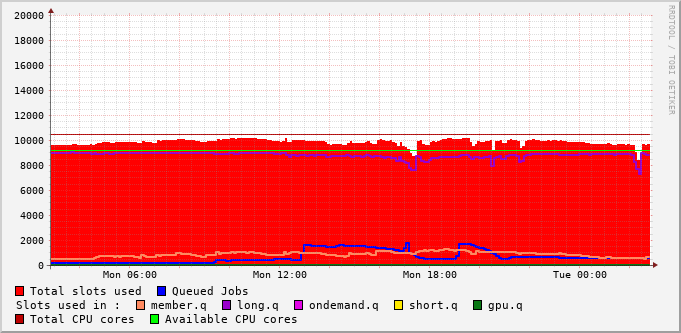 RRDTOOL / TOBI OETIKER
20000
18000
16000
14000
12000
10000
8000
6000
4000
2000
0
Mon 06:00 Mon 12:00 Mon 18:00 Tue 00:00
Total slots used Queued Jobs
Slots used in : member.q long.q ondemand.q short.q gpu.q
Total CPU cores Available CPU cores